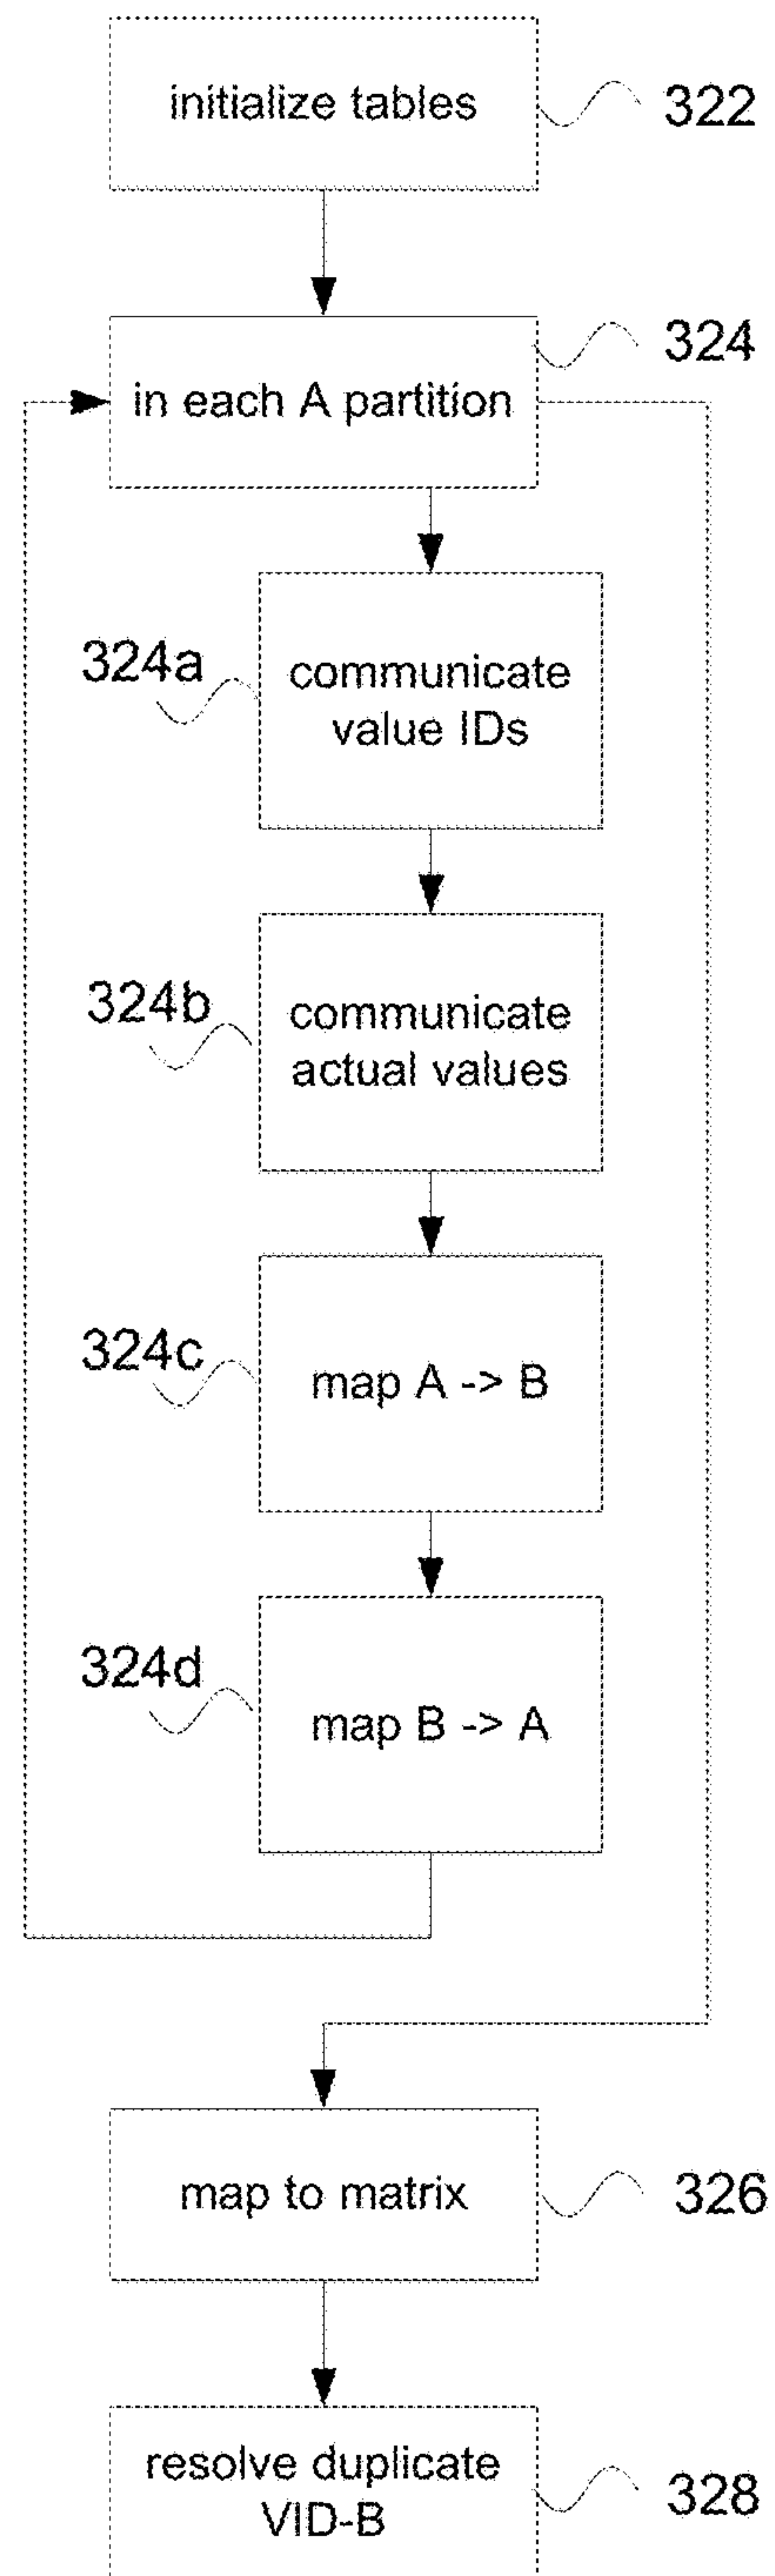 initialize tables
322
324
in each A partition
324a
communicate
value IDs
324b
communicate
actual values
324c
map A -> B
324d
map B -> A
map to matrix
326
resolve duplicate
VID-B
328